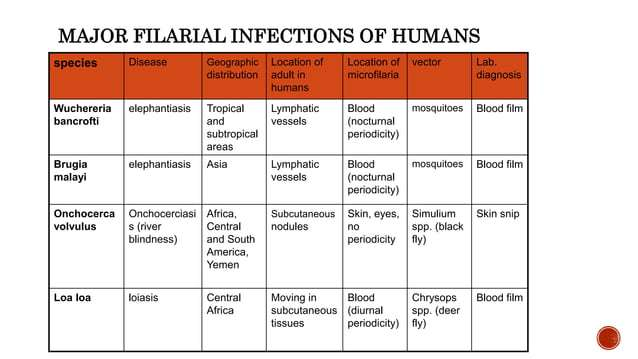 MAJOR FILARIAL INFECTIONS OF HUMANS
species
Disease
Geographic
distribution
Location of
adult in
humans
Location of
microfilaria
vector
Lab.
diagnosis
Wuchereria
bancrofti
elephantiasis
Tropical
and
subtropical
areas
Lymphatic
vessels
Blood
(nocturnal
periodicity)
mosquitoes
Blood film
Brugia
malayi
elephantiasis
Asia
Lymphatic
vessels
Blood
(nocturnal
periodicity)
mosquitoes
Blood film
Onchocerca
volvulus
Onchocerciasi
s (river
blindness)
Africa,
Central
and South
America,
Yemen
Subcutaneous
nodules
Skin, eyes,
no
periodicity
Simulium
spp. (black
fly)
Skin snip
Loa loa
loiasis
Central
Africa
Moving in
subcutaneous
tissues
Blood
(diurnal
periodicity)
Chrysops
spp. (deer
fly)
Blood film